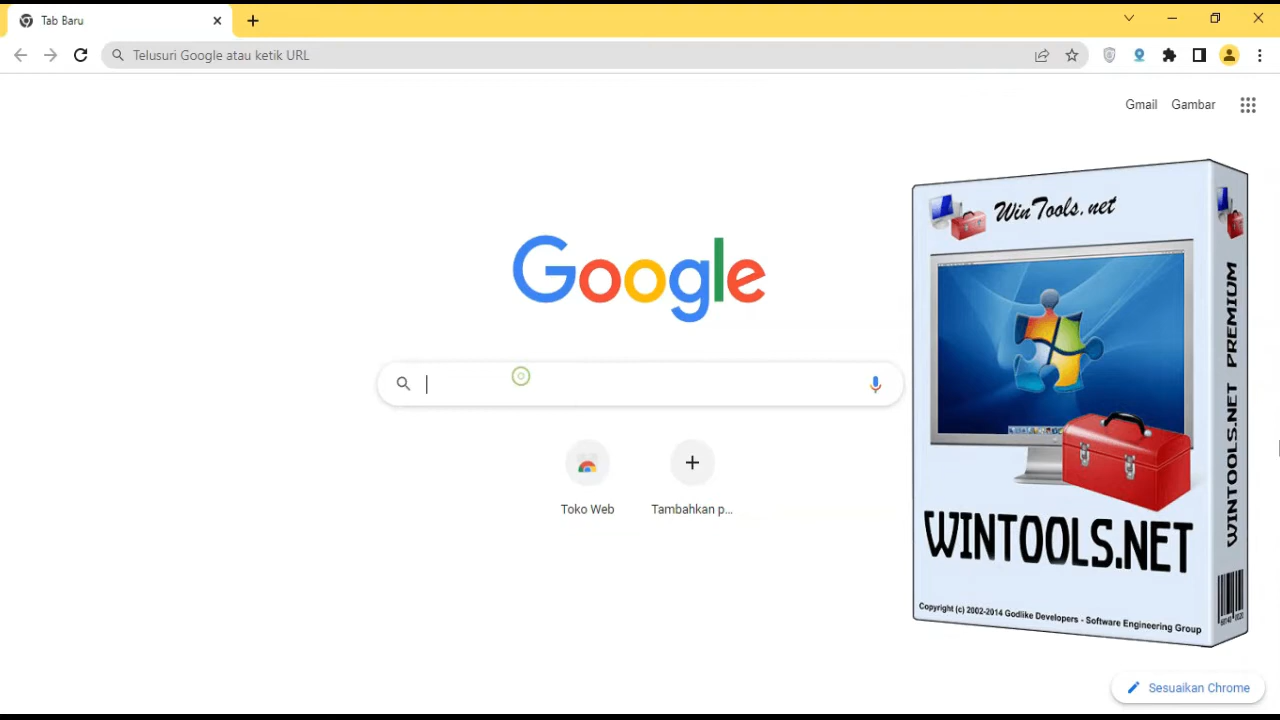 Tab Baru
Telusuri Google atau ketik URL
Gmail Gambar
Google
Toko Web
Tambahkan p...
WinTools.net
WINTOOLS.NET
Copyright (c) 2002-2014 Godlike Developers - Software Engineering Group
WINTOOLS.NET PREMIUM
Sesuaikan Chrome